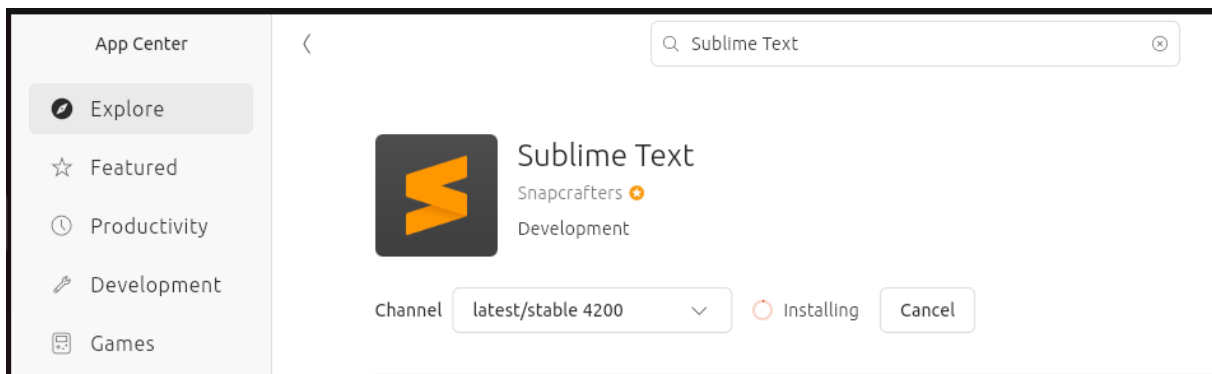 App Center
Sublime Text
Explore
Featured
Productivity
Development
Games
Sublime Text
Snapcrafters
Development
Channel latest/stable 4200 Installing Cancel